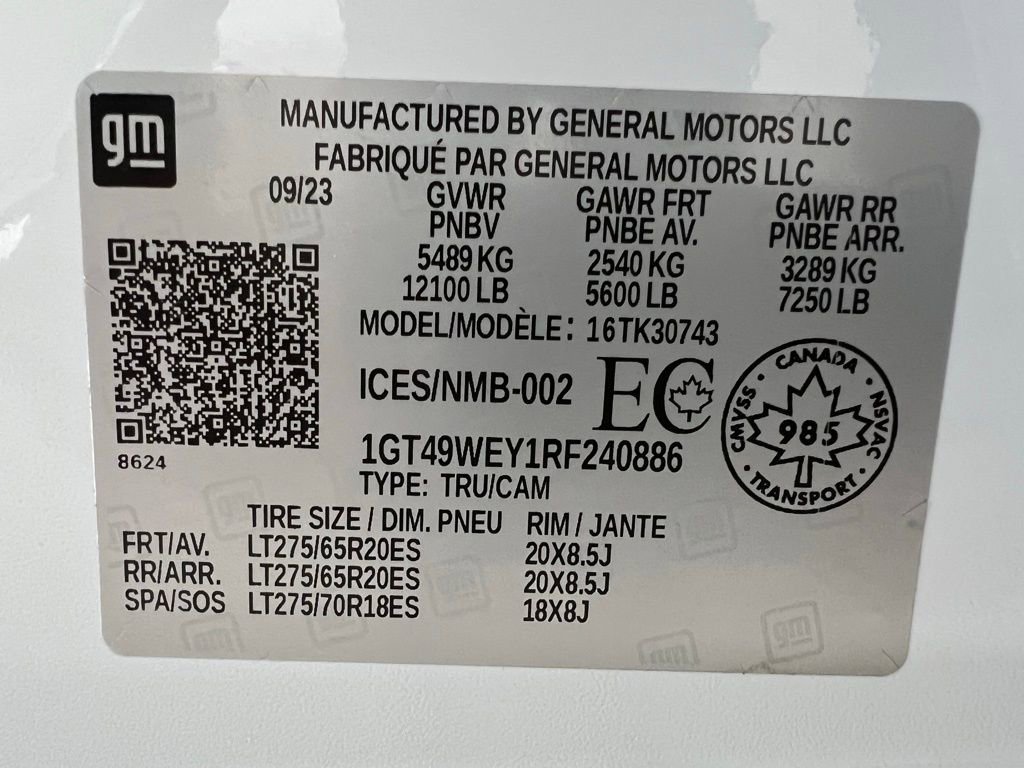 gm
MANUFACTURED BY GENERAL MOTORS LLC
FABRIQUÉ PAR GENERAL MOTORS LLC
09/23 GVWR GAWR FRT GAWR RR
PNBV PNBE AV. PNBE ARR.
5489 KG 2540 KG 3289 KG
12100 LB 5600 LB 7250 LB
MODEL/MODÈLE: 16TK30743
ICES/NMB-002 EC
CANADA
CMVSS • NSVAC
985
TRANSPORT
8624
1GT49WEY1RF240886
TYPE: TRU/CAM
TIRE SIZE / DIM. PNEU RIM / JANTE
FRT/AV. LT275/65R20ES 20X8.5J
RR/ARR. LT275/65R20ES 20X8.5J
SPA/SOS LT275/70R18ES 18X8J
gm